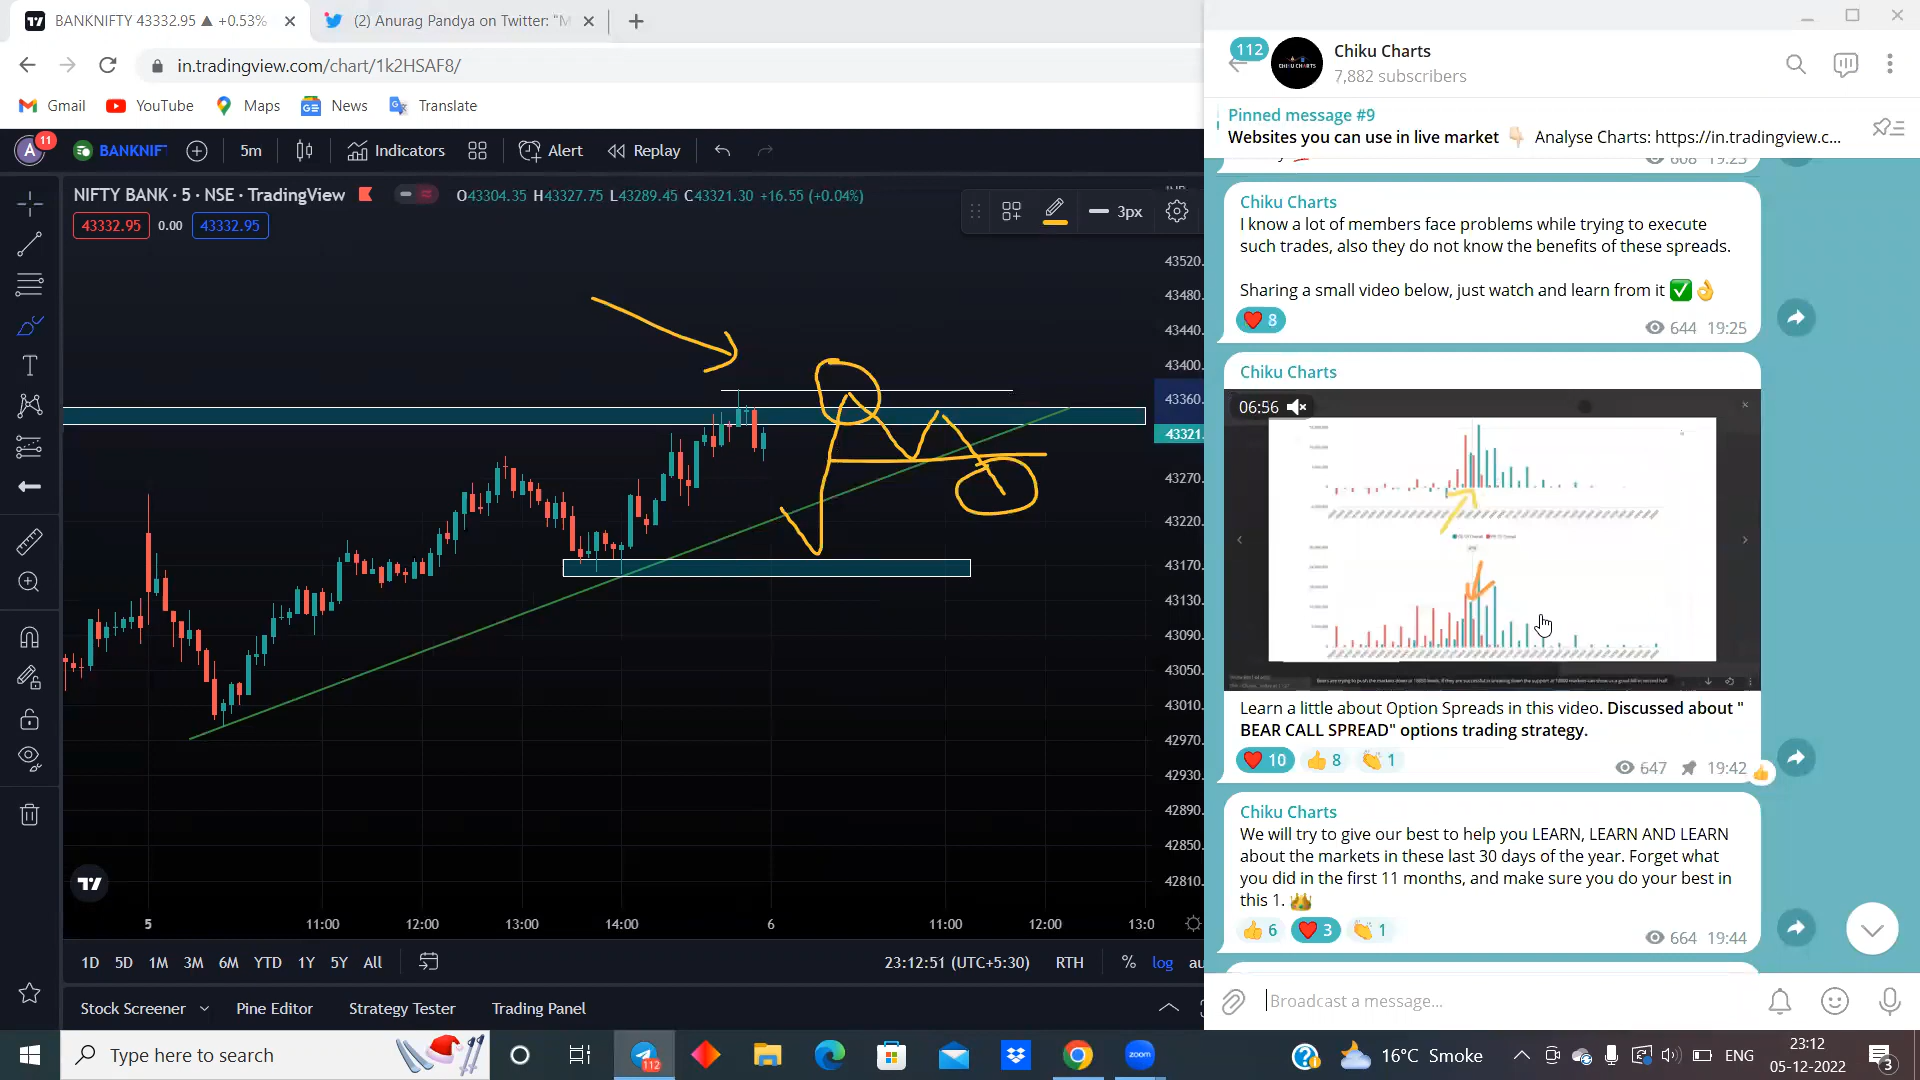 BANKNIFTY 43332.95 ▲ +0.53%
(2) Anurag Pandya on Twitter: "M
in.tradingview.com/chart/1k2HSAF8/
Gmail YouTube Maps News Translate
A 11 BANKNIF 5m Indicators Alert Replay
NIFTY BANK · 5 · NSE · TradingView O43304.35 H43327.75 L43289.45 C43321.30 +16.55 (+0.04%)
43332.95 0.00 43332.95
3px
43520.
43480.
43440.
43400.
43360.
43321.
43270.
43220.
43170.
43130.
43090.
43050.
43010.
42970.
42930.
42890.
42850.
42810.
5 11:00 12:00 13:00 14:00 6 11:00 12:00 13:0
1D 5D 1M 3M 6M YTD 1Y 5Y All 23:12:51 (UTC+5:30) RTH % log au
Stock Screener Pine Editor Strategy Tester Trading Panel
112
Chiku Charts
7,882 subscribers
Pinned message #9
Websites you can use in live market 👇🏻 Analyse Charts: https://in.tradingview.c...
608 19:23
Chiku Charts
I know a lot of members face problems while trying to execute
such trades, also they do not know the benefits of these spreads.
Sharing a small video below, just watch and learn from it ✅👌
❤️ 8
644 19:25
Chiku Charts
06:56
Learn a little about Option Spreads in this video. Discussed about "
BEAR CALL SPREAD" options trading strategy.
❤️ 10 👍 8 👏 1
647 19:42
Chiku Charts
We will try to give our best to help you LEARN, LEARN AND LEARN
about the markets in these last 30 days of the year. Forget what
you did in the first 11 months, and make sure you do your best in
this 1. 👑
👍 6 ❤️ 3 👏 1
664 19:44
Broadcast a message...
Type here to search
112
zoom
16°C Smoke
ENG
23:12
05-12-2022
3